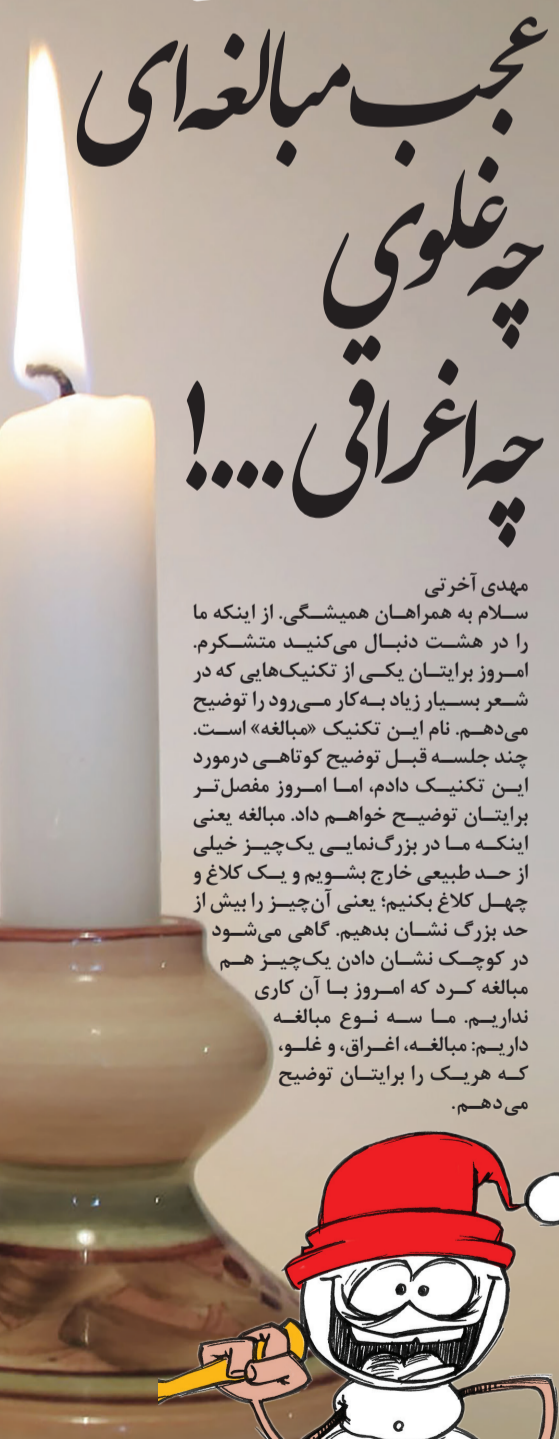 عجب مبالغه‌ای
چه غلوی
چه اغراقی....!
مهدی آخرتی
سلام به همراهان همیشگی. از اینکه ما
را در هشت دنبال می‌کنید متشکرم.
امروز برایتان یکی از تکنیک‌هایی که در
شعر بسیار زیاد به‌کار می‌رود را توضیح
می‌دهم. نام این تکنیک «مبالغه» است.
چند جلسه قبل توضیح کوتاهی درمورد
این تکنیک دادم، اما امروز مفصل‌تر
برایتان توضیح خواهم داد. مبالغه یعنی
اینکه ما در بزرگ‌نمایی یک‌چیز خیلی
از حد طبیعی خارج بشویم و یک کلاغ و
چهل کلاغ بکنیم؛ یعنی آن‌چیز را بیش از
حد بزرگ نشان بدهیم. گاهی می‌شود
در کوچک نشان دادن یک‌چیز هم
مبالغه کرد که امروز با آن کاری
نداریم. ما سه نوع مبالغه
داریم: مبالغه، اغراق، و غلو،
که هریک را برایتان توضیح
می‌دهم.